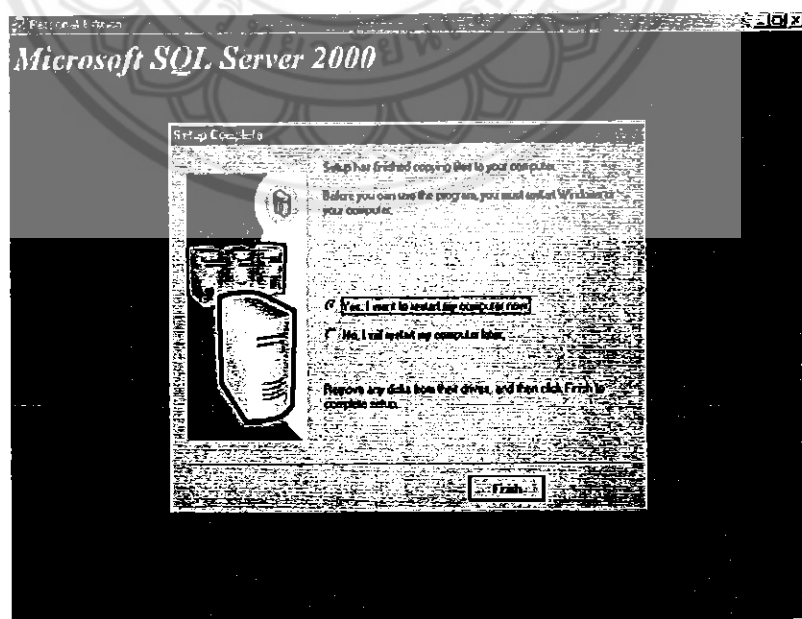 Personal Edition
Microsoft SQL Server 2000
Setup Complete
Setup has finished copying files to your computer.
Before you can use the program, you must restart Windows or
your computer.
Yes, I want to restart my computer now.
No, I will restart my computer later.
Remove any disks from their drives, and then click Finish to
complete setup.
Finish